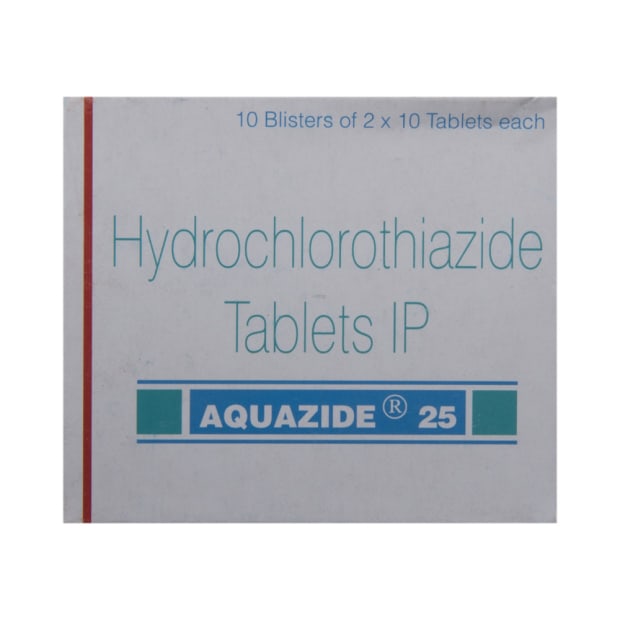 10 Blisters of 2 x 10 Tablets each
Hydrochlorothiazide
Tablets IP
AQUAZIDE ® 25